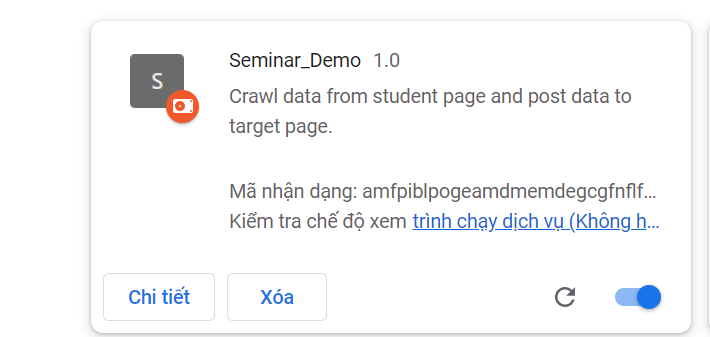 S
Seminar_Demo 1.0
Crawl data from student page and post data to
target page.
Mã nhận dạng: amfpiblpogeamdmemdegcgfnflf…
Kiểm tra chế độ xem trình chạy dịch vụ (Không h…
Chi tiết
Xóa